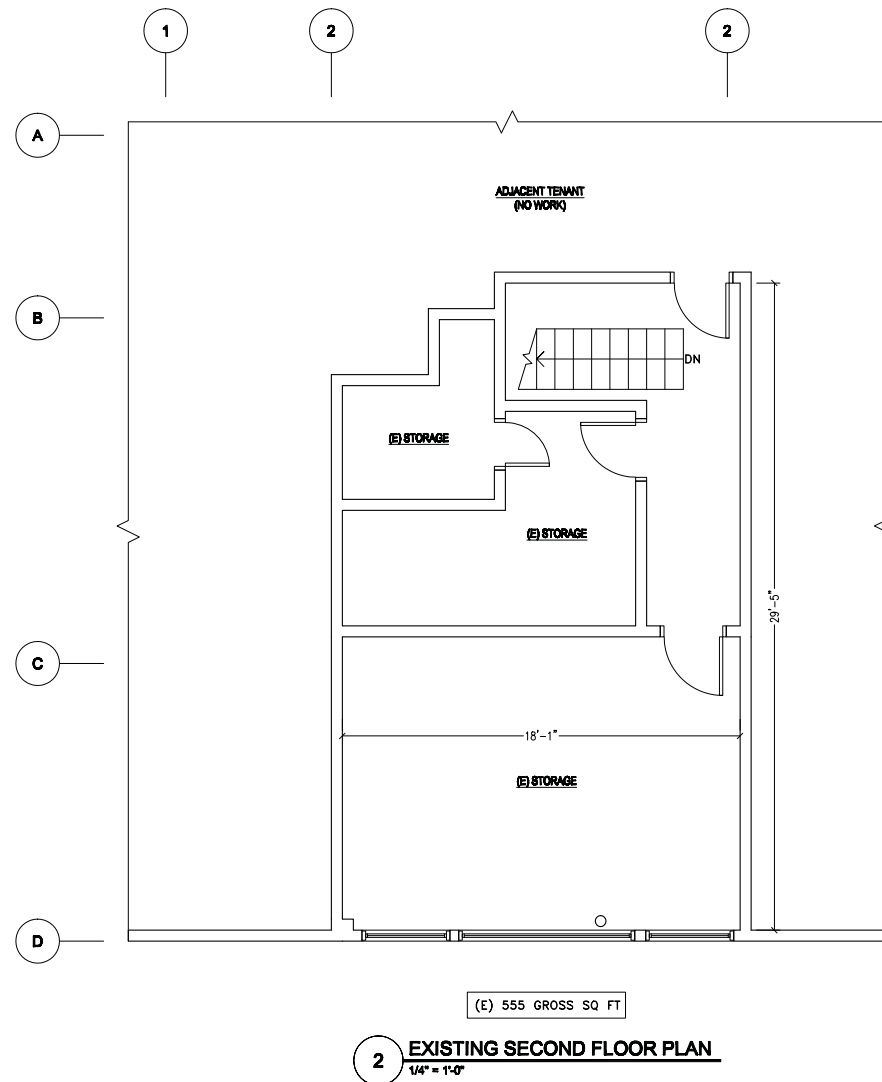 1
2
2
A
ADJACENT TENANT
(NO WORK)
B
DN
(E) STORAGE
(E) STORAGE
29'-5"
C
18'-1"
(E) STORAGE
D
(E) 555 GROSS SQ FT
2
EXISTING SECOND FLOOR PLAN
1/4" = 1'-0"